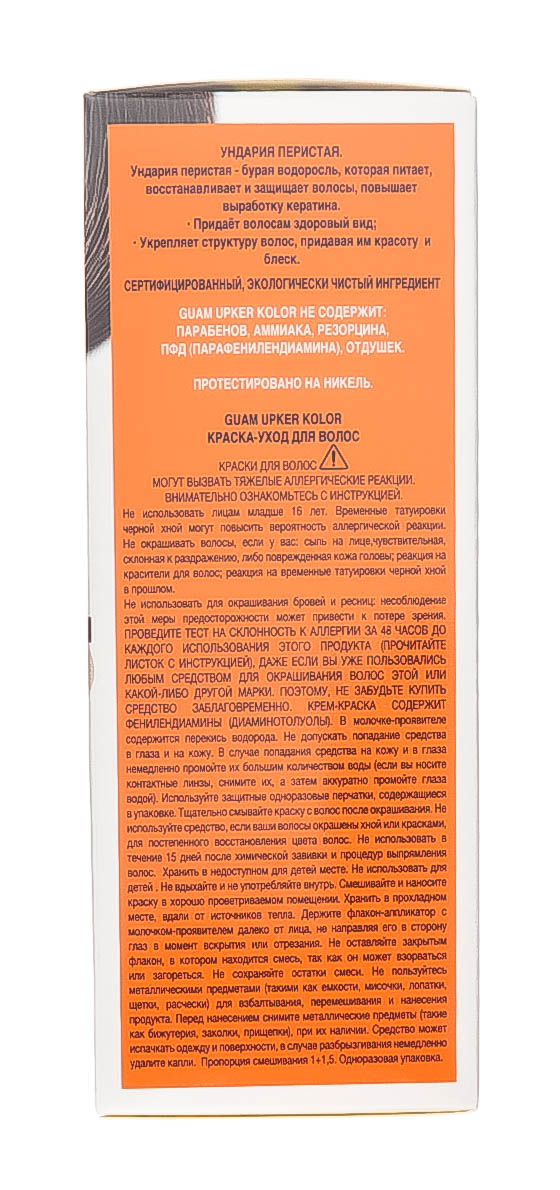 УНДАРИЯ ПЕРИСТАЯ.
Ундария перистая - бурая водоросль, которая питает,
восстанавливает и защищает волосы, повышает
выработку кератина.
· Придаёт волосам здоровый вид;
· Укрепляет структуру волос, придавая им красоту и
блеск.
СЕРТИФИЦИРОВАННЫЙ, ЭКОЛОГИЧЕСКИ ЧИСТЫЙ ИНГРЕДИЕНТ
GUAM UPKER KOLOR НЕ СОДЕРЖИТ:
ПАРАБЕНОВ, АММИАКА, РЕЗОРЦИНА,
ПФД (ПАРАФЕНИЛЕНДИАМИНА), ОТДУШЕК.
ПРОТЕСТИРОВАНО НА НИКЕЛЬ.
GUAM UPKER KOLOR
КРАСКА-УХОД ДЛЯ ВОЛОС
КРАСКИ ДЛЯ ВОЛОС
МОГУТ ВЫЗВАТЬ ТЯЖЕЛЫЕ АЛЛЕРГИЧЕСКИЕ РЕАКЦИИ.
ВНИМАТЕЛЬНО ОЗНАКОМЬТЕСЬ С ИНСТРУКЦИЕЙ.
Не использовать лицам младше 16 лет. Временные татуировки
черной хной могут повысить вероятность аллергической реакции.
Не окрашивать волосы, если у вас: сыпь на лице,чувствительная,
склонная к раздражению, либо поврежденная кожа головы; реакция на
красители для волос; реакция на временные татуировки черной хной
в прошлом.
Не использовать для окрашивания бровей и ресниц: несоблюдение
этой меры предосторожности может привести к потере зрения.
ПРОВЕДИТЕ ТЕСТ НА СКЛОННОСТЬ К АЛЛЕРГИИ ЗА 48 ЧАСОВ ДО
КАЖДОГО ИСПОЛЬЗОВАНИЯ ЭТОГО ПРОДУКТА (ПРОЧИТАЙТЕ
ЛИСТОК С ИНСТРУКЦИЕЙ), ДАЖЕ ЕСЛИ ВЫ УЖЕ ПОЛЬЗОВАЛИСЬ
ЛЮБЫМ СРЕДСТВОМ ДЛЯ ОКРАШИВАНИЯ ВОЛОС ЭТОЙ ИЛИ
КАКОЙ-ЛИБО ДРУГОЙ МАРКИ. ПОЭТОМУ, НЕ ЗАБУДЬТЕ КУПИТЬ
СРЕДСТВО ЗАБЛАГОВРЕМЕННО. КРЕМ-КРАСКА СОДЕРЖИТ
ФЕНИЛЕНДИАМИНЫ (ДИАМИНОТОЛУОЛЫ). В молочке-проявителе
содержится перекись водорода. Не допускать попадание средства
в глаза и на кожу. В случае попадания средства на кожу и в глаза
немедленно промойте их большим количеством воды (если вы носите
контактные линзы, снимите их, а затем аккуратно промойте глаза
водой). Используйте защитные одноразовые перчатки, содержащиеся
в упаковке. Тщательно смывайте краску с волос после окрашивания. Не
используйте средство, если ваши волосы окрашены хной или красками,
для постепенного восстановления цвета волос. Не использовать в
течение 15 дней после химической завивки и процедур выпрямления
волос. Хранить в недоступном для детей месте. Не использовать для
детей . Не вдыхайте и не употребляйте внутрь. Смешивайте и наносите
краску в хорошо проветриваемом помещении. Хранить в прохладном
месте, вдали от источников тепла. Держите флакон-аппликатор с
молочком-проявителем далеко от лица, не направляя его в сторону
глаз в момент вскрытия или отрезания. Не оставляйте закрытым
флакон, в котором находится смесь, так как он может взорваться
или загореться. Не сохраняйте остатки смеси. Не пользуйтесь
металлическими предметами (такими как емкости, мисочки, лопатки,
щетки, расчески) для взбалтывания, перемешивания и нанесения
продукта. Перед нанесением снимите металлические предметы (такие
как бижутерия, заколки, прищепки), при их наличии. Средство может
испачкать одежду и поверхности, в случае разбрызгивания немедленно
удалите капли. Пропорция смешивания 1+1,5. Одноразовая упаковка.